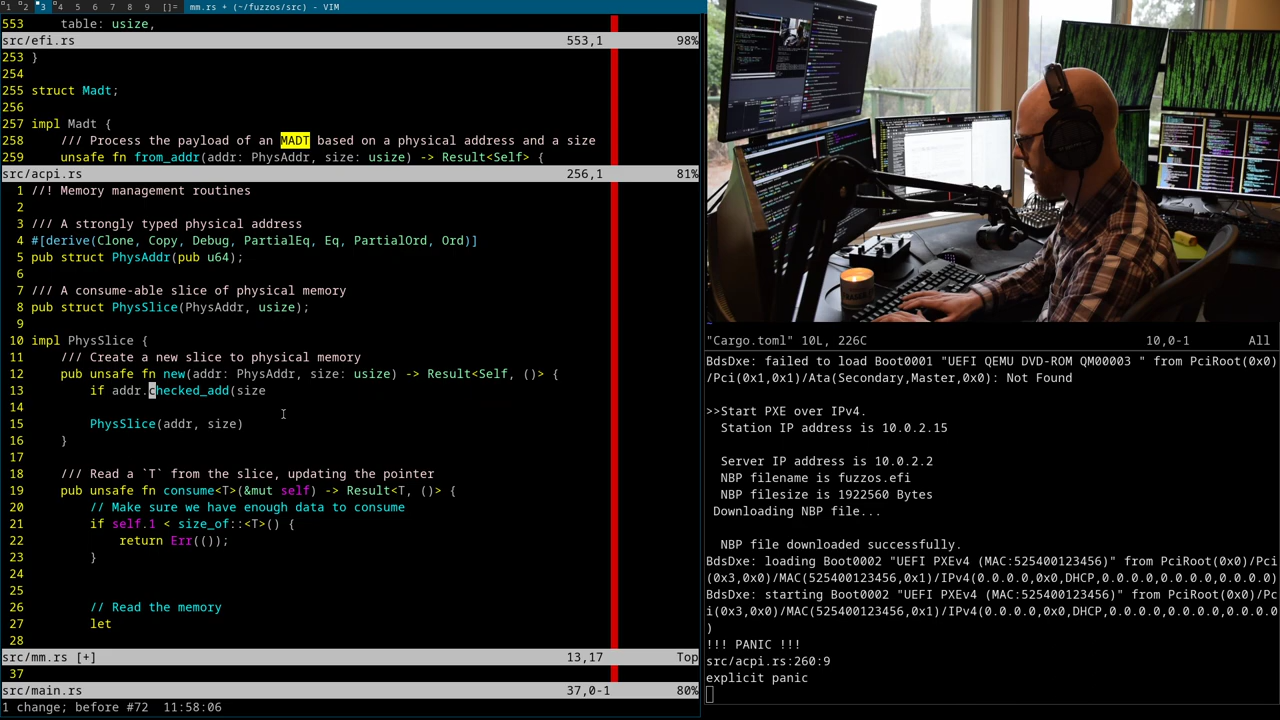 1 2 3 4 5 6 7 8 9 []= mm.rs + (~/fuzzos/src) - VIM
553     table: usize,
src/efi.rs 553,1 98%
253 }
254
255 struct Madt;
256
257 impl Madt {
258     /// Process the payload of an MADT based on a physical address and a size
259     unsafe fn from_addr(addr: PhysAddr, size: usize) -> Result<Self> {
src/acpi.rs 256,1 81%
1 //! Memory management routines
2
3 /// A strongly typed physical address
4 #[derive(Clone, Copy, Debug, PartialEq, Eq, PartialOrd, Ord)]
5 pub struct PhysAddr(pub u64);
6
7 /// A consume-able slice of physical memory
8 pub struct PhysSlice(PhysAddr, usize);
9
10 impl PhysSlice {
11     /// Create a new slice to physical memory
12     pub unsafe fn new(addr: PhysAddr, size: usize) -> Result<Self, ()> {
13         if addr.checked_add(size
14
15         PhysSlice(addr, size)
16     }
17
18     /// Read a `T` from the slice, updating the pointer
19     pub unsafe fn consume<T>(&mut self) -> Result<T, ()> {
20         // Make sure we have enough data to consume
21         if self.1 < size_of::<T>() {
22             return Err(());
23         }
24
25
26         // Read the memory
27         let
28
src/mm.rs [+] 13,17 Top
37
src/main.rs 37,0-1 80%
1 change; before #72  11:58:06
"Cargo.toml" 10L, 226C 10,0-1 All
BdsDxe: failed to load Boot0001 "UEFI QEMU DVD-ROM QM00003 " from PciRoot(0x0)
/Pci(0x1,0x1)/Ata(Secondary,Master,0x0): Not Found
>>Start PXE over IPv4.
Station IP address is 10.0.2.15
Server IP address is 10.0.2.2
NBP filename is fuzzos.efi
NBP filesize is 1922560 Bytes
Downloading NBP file...
NBP file downloaded successfully.
BdsDxe: loading Boot0002 "UEFI PXEv4 (MAC:525400123456)" from PciRoot(0x0)/Pci
(0x3,0x0)/MAC(525400123456,0x1)/IPv4(0.0.0.0,0x0,DHCP,0.0.0.0,0.0.0.0,0.0.0.0)
BdsDxe: starting Boot0002 "UEFI PXEv4 (MAC:525400123456)" from PciRoot(0x0)/Pc
i(0x3,0x0)/MAC(525400123456,0x1)/IPv4(0.0.0.0,0x0,DHCP,0.0.0.0,0.0.0.0,0.0.0.0
)
!!! PANIC !!!
src/acpi.rs:260:9
explicit panic